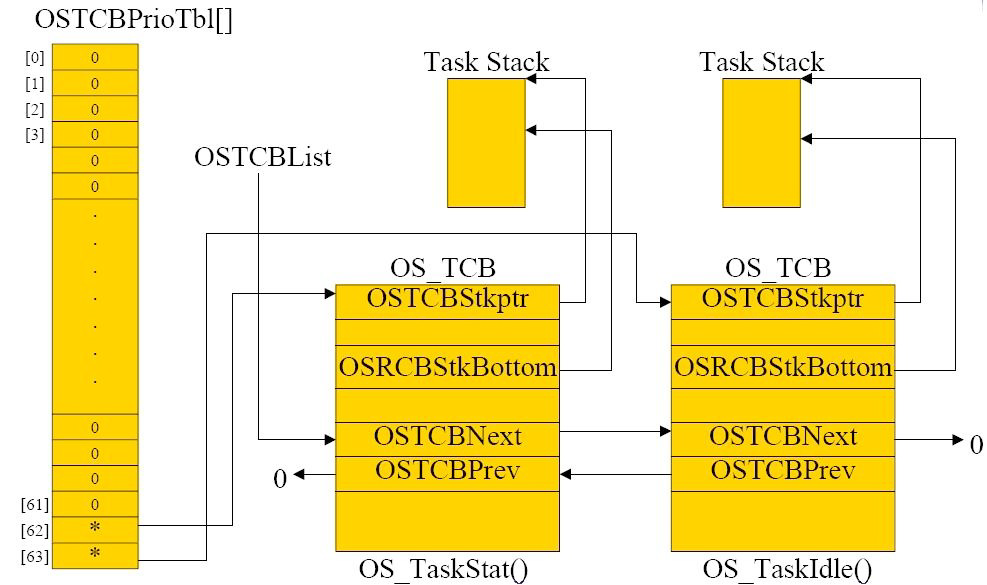 OSTCBPrioTbl[]
[0] 0
[1] 0
[2] 0
[3] 0
0
0
.
.
.
.
.
.
.
0
0
0
[61] 0
[62] *
[63] *
OSTCBList
Task Stack
Task Stack
OS_TCB
OSTCBStkptr
OSRCBStkBottom
OSTCBNext
0
OSTCBPrev
OS_TaskStat()
OS_TCB
OSTCBStkptr
OSRCBStkBottom
OSTCBNext
0
OSTCBPrev
OS_TaskIdle()